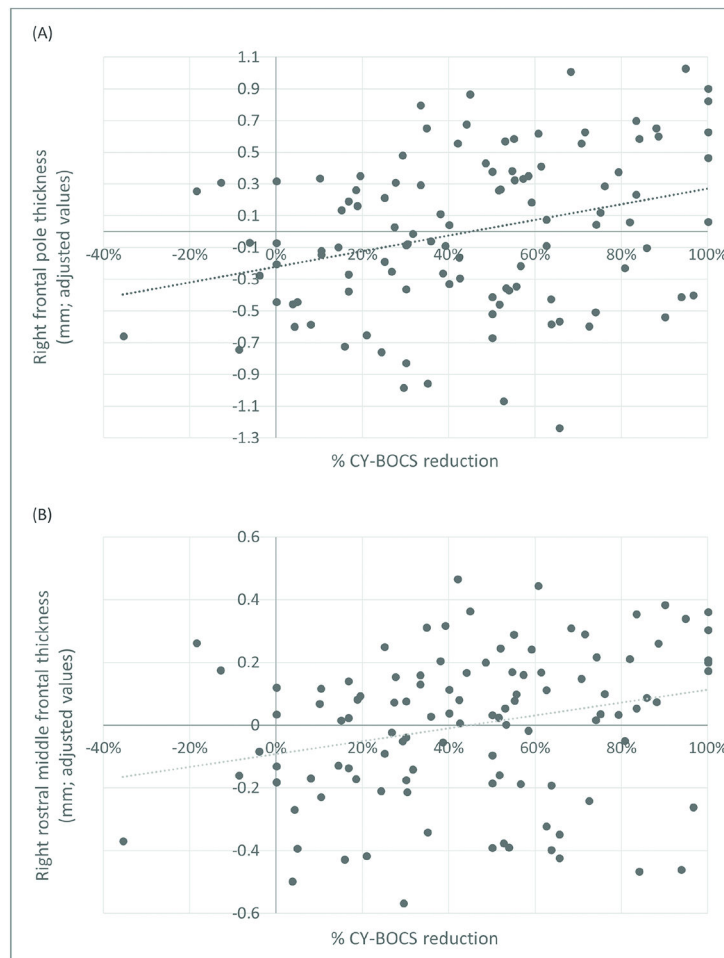 (A)
1.1
0.9
0.7
0.5
0.3
0.1
-40% -20% -0.1 0% 20% 40% 60% 80% 100%
-0.3
-0.5
-0.7
-0.9
-1.1
-1.3
Right frontal pole thickness
(mm; adjusted values)
% CY-BOCS reduction
(B)
0.6
0.4
0.2
0
-40% -20% 0% 20% 40% 60% 80% 100%
-0.2
-0.4
-0.6
Right rostral middle frontal thickness
(mm; adjusted values)
% CY-BOCS reduction